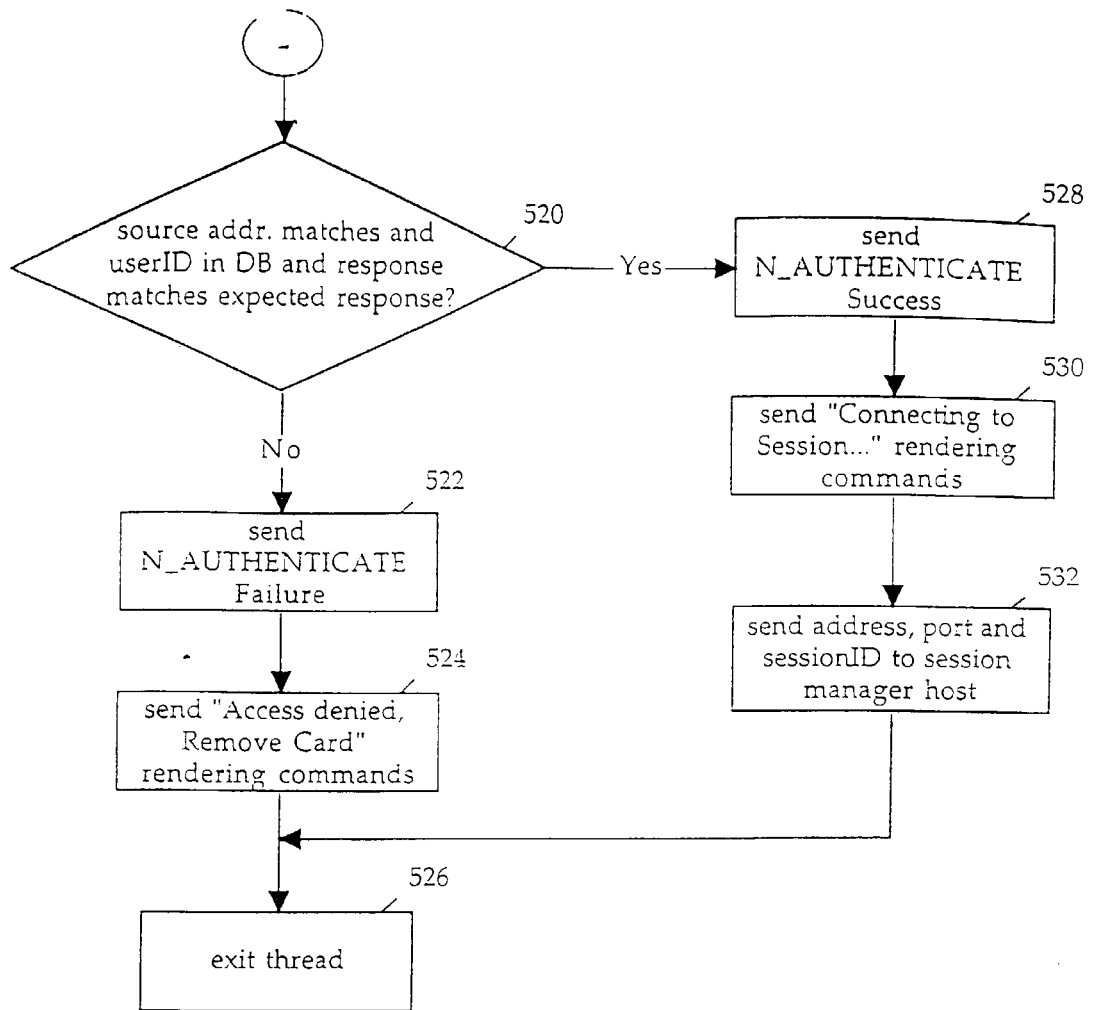 520
source addr. matches and
userID in DB and response
matches expected response?
Yes
528
send
N_AUTHENTICATE
Success
530
send "Connecting to
Session..." rendering
commands
No
522
send
N_AUTHENTICATE
Failure
532
send address, port and
sessionID to session
manager host
524
send "Access denied,
Remove Card"
rendering commands
526
exit thread